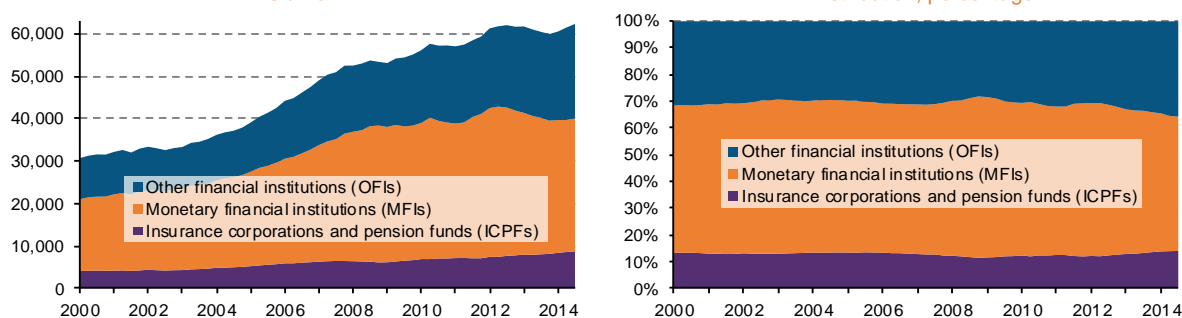 60,000
50,000
40,000
30,000
20,000
10,000
0
Other financial institutions (OFIs)
Monetary financial institutions (MFIs)
Insurance corporations and pension funds (ICPFs)
2000 2002 2004 2006 2008 2010 2012 2014
100%
90%
80%
70%
60%
50%
40%
30%
20%
10%
0%
Other financial institutions (OFIs)
Monetary financial institutions (MFIs)
Insurance corporations and pension funds (ICPFs)
2000 2002 2004 2006 2008 2010 2012 2014